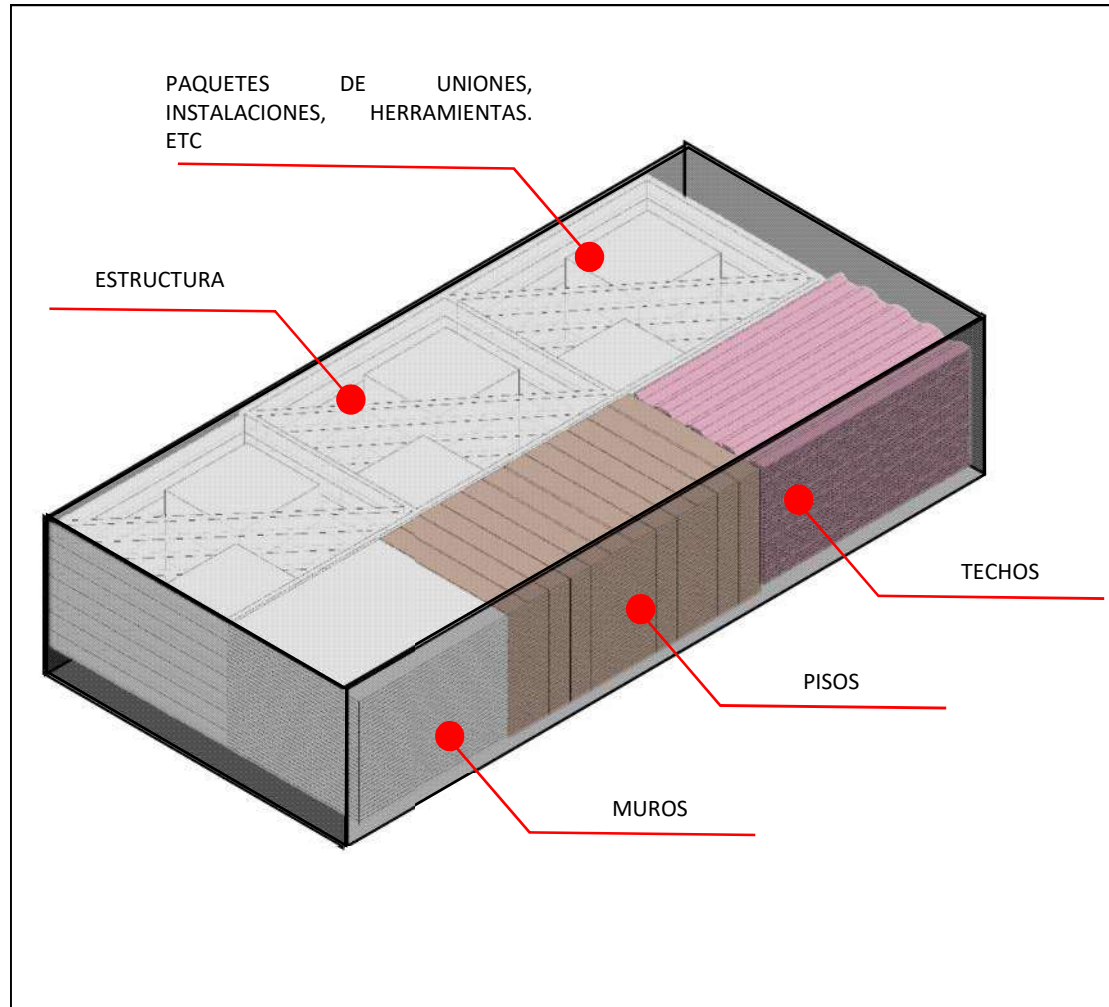 PAQUETES DE UNIONES,
INSTALACIONES, HERRAMIENTAS.
ETC
ESTRUCTURA
TECHOS
PISOS
MUROS